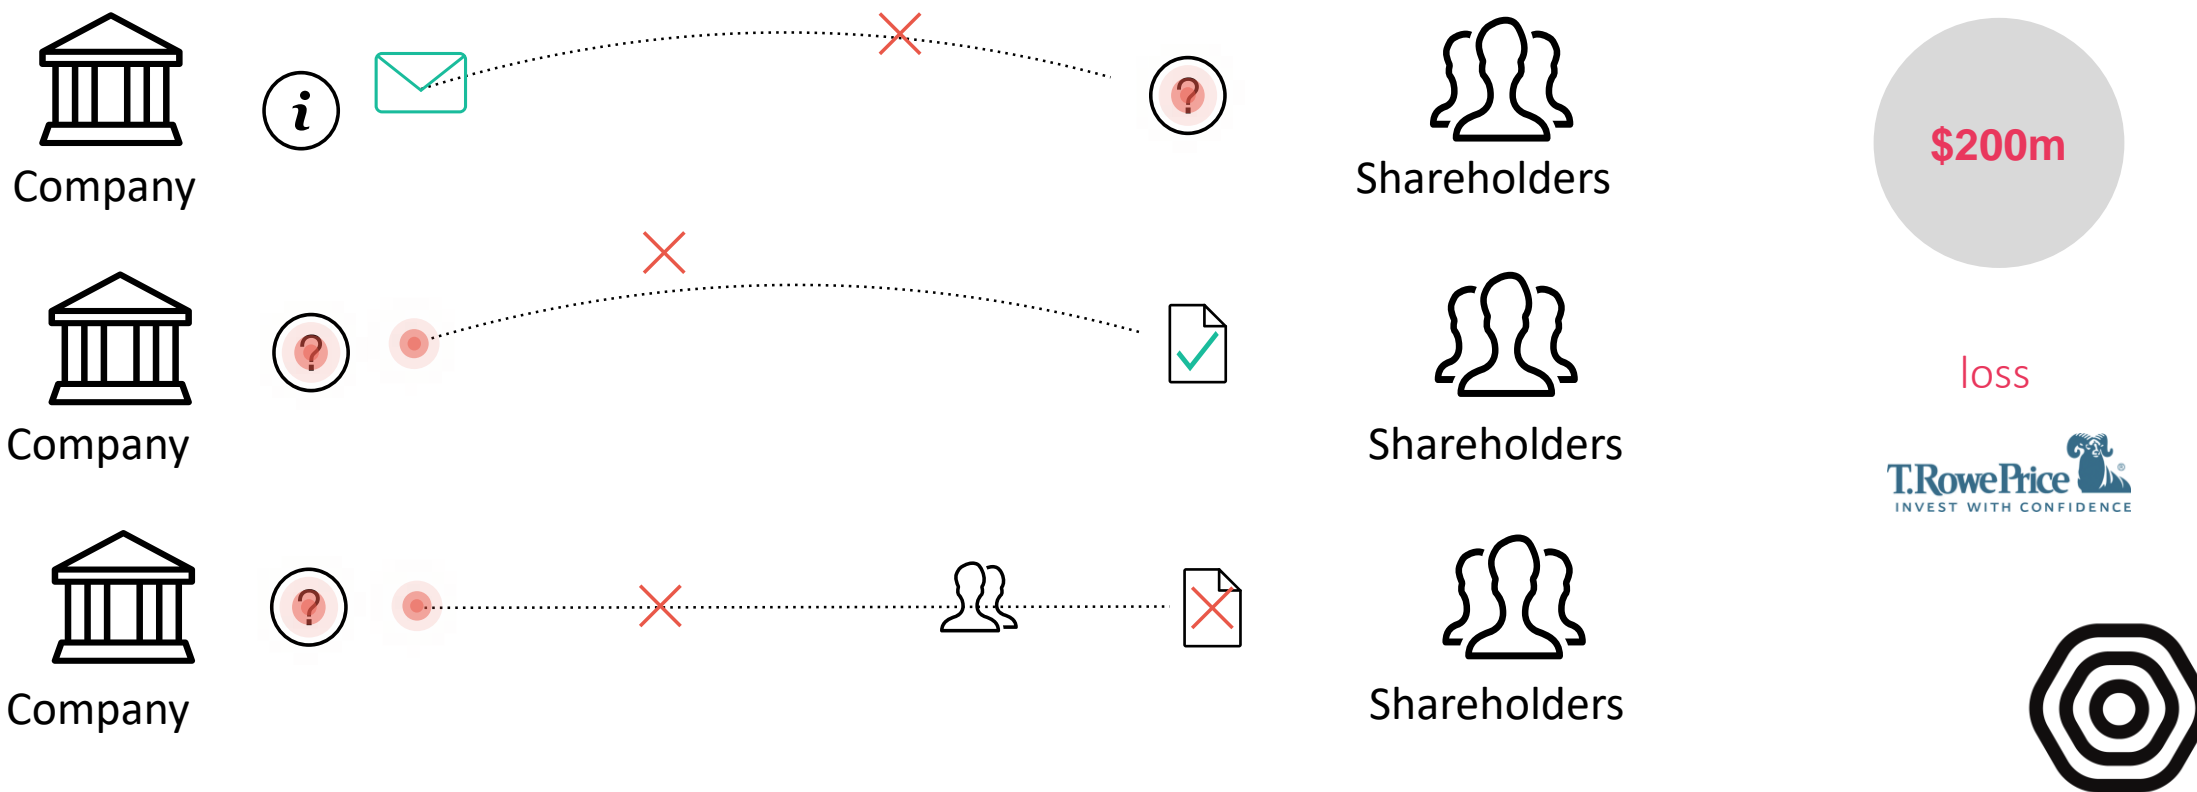 i
?
Company
Shareholders
$200m
?
Company
Shareholders
loss
T.RowePrice ®
INVEST WITH CONFIDENCE
?
Company
Shareholders